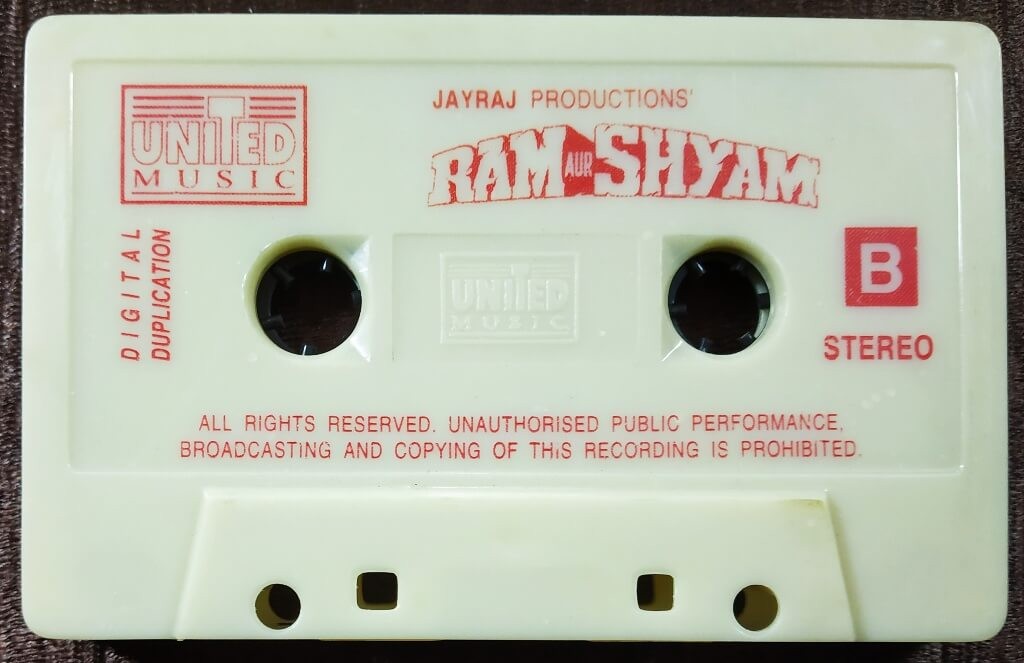 UNITED
MUSIC
JAYRAJ PRODUCTIONS'
RAM AUR SHYAM
DIGITAL
DUPLICATION
UNITED
MUSIC
B
STEREO
ALL RIGHTS RESERVED. UNAUTHORISED PUBLIC PERFORMANCE,
BROADCASTING AND COPYING OF THIS RECORDING IS PROHIBITED.